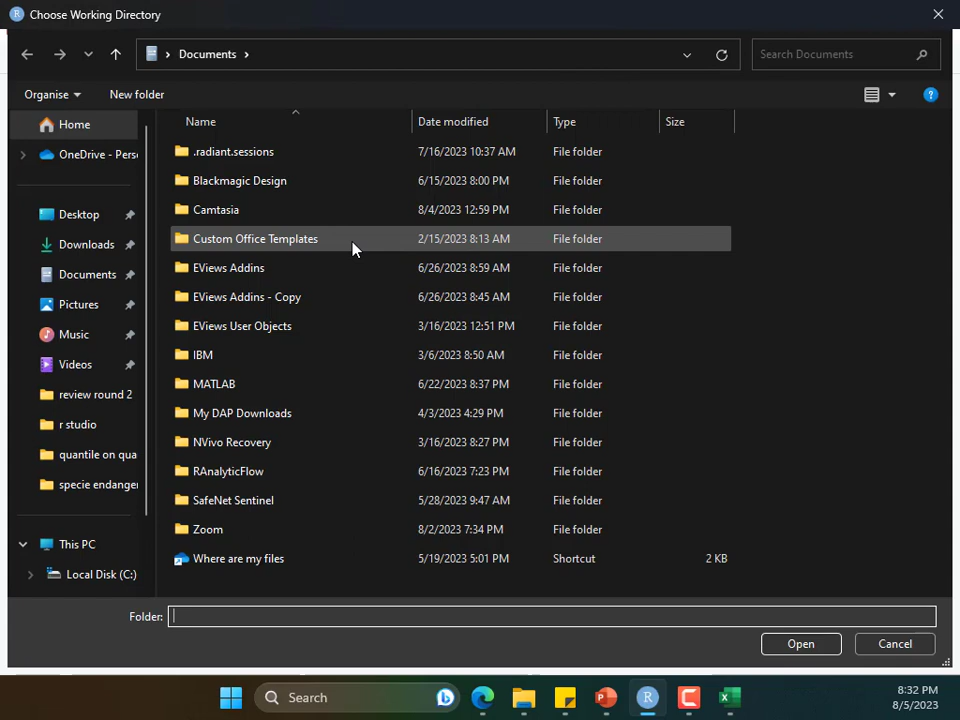 Choose Working Directory
Documents
Search Documents
Organise New folder
Name Date modified Type Size
Home
OneDrive - Perso
Desktop
Downloads
Documents
Pictures
Music
Videos
review round 2
r studio
quantile on qua
specie endanger
This PC
Local Disk (C:)
.radiant.sessions 7/16/2023 10:37 AM File folder
Blackmagic Design 6/15/2023 8:00 PM File folder
Camtasia 8/4/2023 12:59 PM File folder
Custom Office Templates 2/15/2023 8:13 AM File folder
EViews Addins 6/26/2023 8:59 AM File folder
EViews Addins - Copy 6/26/2023 8:45 AM File folder
EViews User Objects 3/16/2023 12:51 PM File folder
IBM 3/6/2023 8:50 AM File folder
MATLAB 6/22/2023 8:37 PM File folder
My DAP Downloads 4/3/2023 4:29 PM File folder
NVivo Recovery 3/16/2023 8:27 PM File folder
RAnalyticFlow 6/16/2023 7:23 PM File folder
SafeNet Sentinel 5/28/2023 9:47 AM File folder
Zoom 8/2/2023 7:34 PM File folder
Where are my files 5/19/2023 5:01 PM Shortcut 2 KB
Folder:
Open Cancel
Search
8:32 PM
8/5/2023